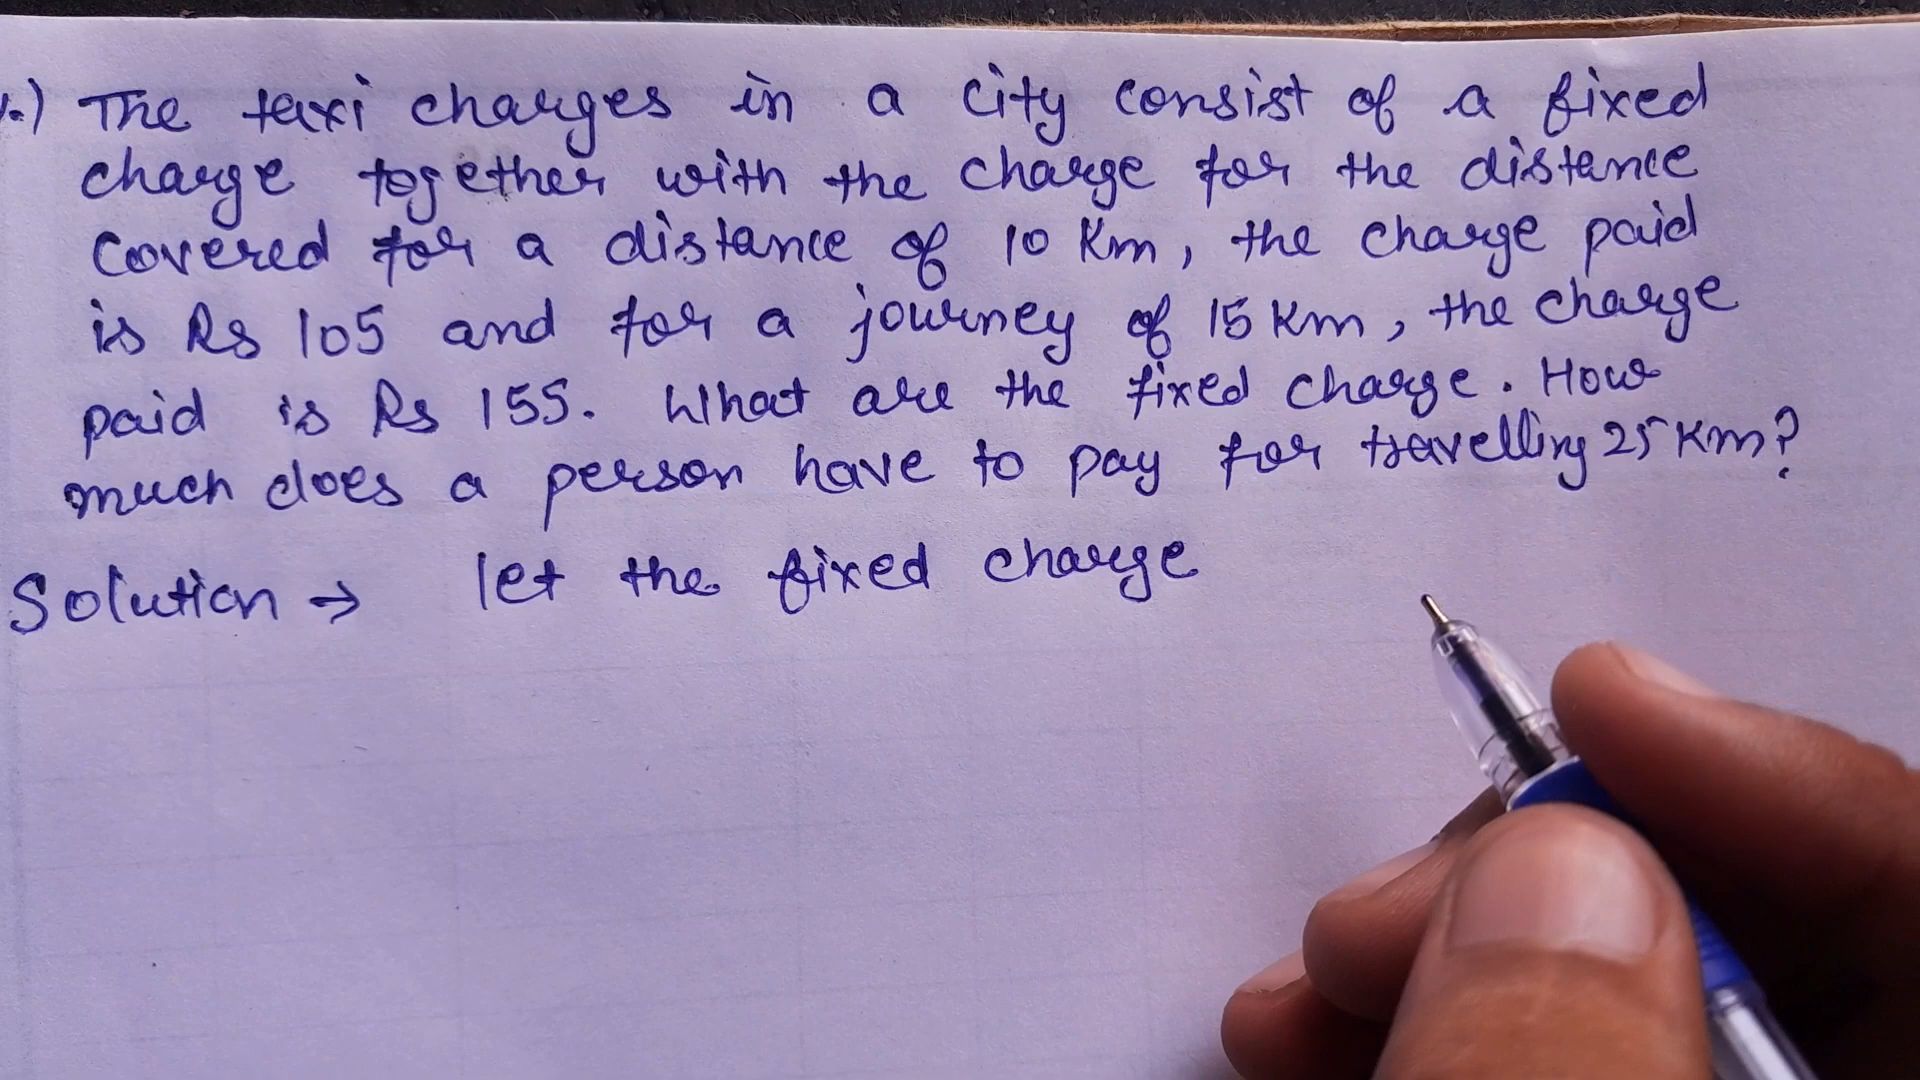 1.) The taxi charges in a city consist of a fixed
charge together with the charge for the distance
covered for a distance of 10 Km, the charge paid
is Rs 105 and for a journey of 15 Km, the charge
paid is Rs 155. What are the fixed charge. How
much does a person have to pay for travelling 25 Km?
Solution → let the fixed charge